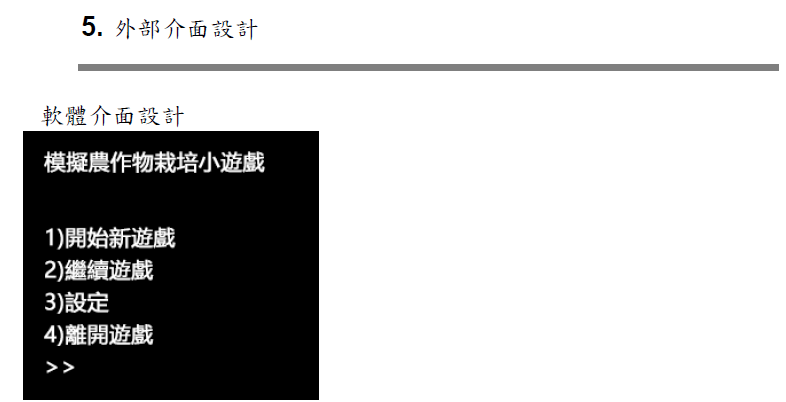 5. 外部介面設計
軟體介面設計
模擬農作物栽培小遊戲
1)開始新遊戲
2)繼續遊戲
3)設定
4)離開遊戲
>>